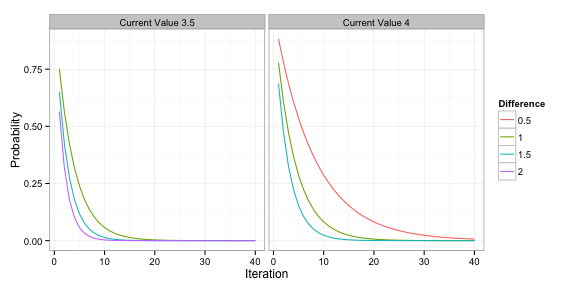 Current Value 3.5
Current Value 4
Probability
0.75
0.50
0.25
0.00
0 10 20 30 40
0 10 20 30 40
Iteration
Difference
0.5
1
1.5
2